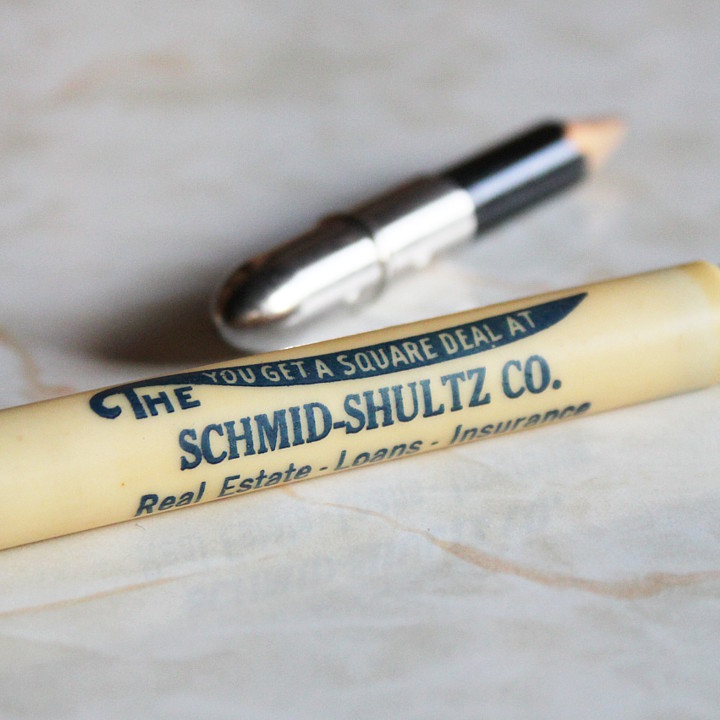 YOU GET A SQUARE DEAL AT
THE
SCHMID-SHULTZ CO.
Real Estate - Loans - Insurance